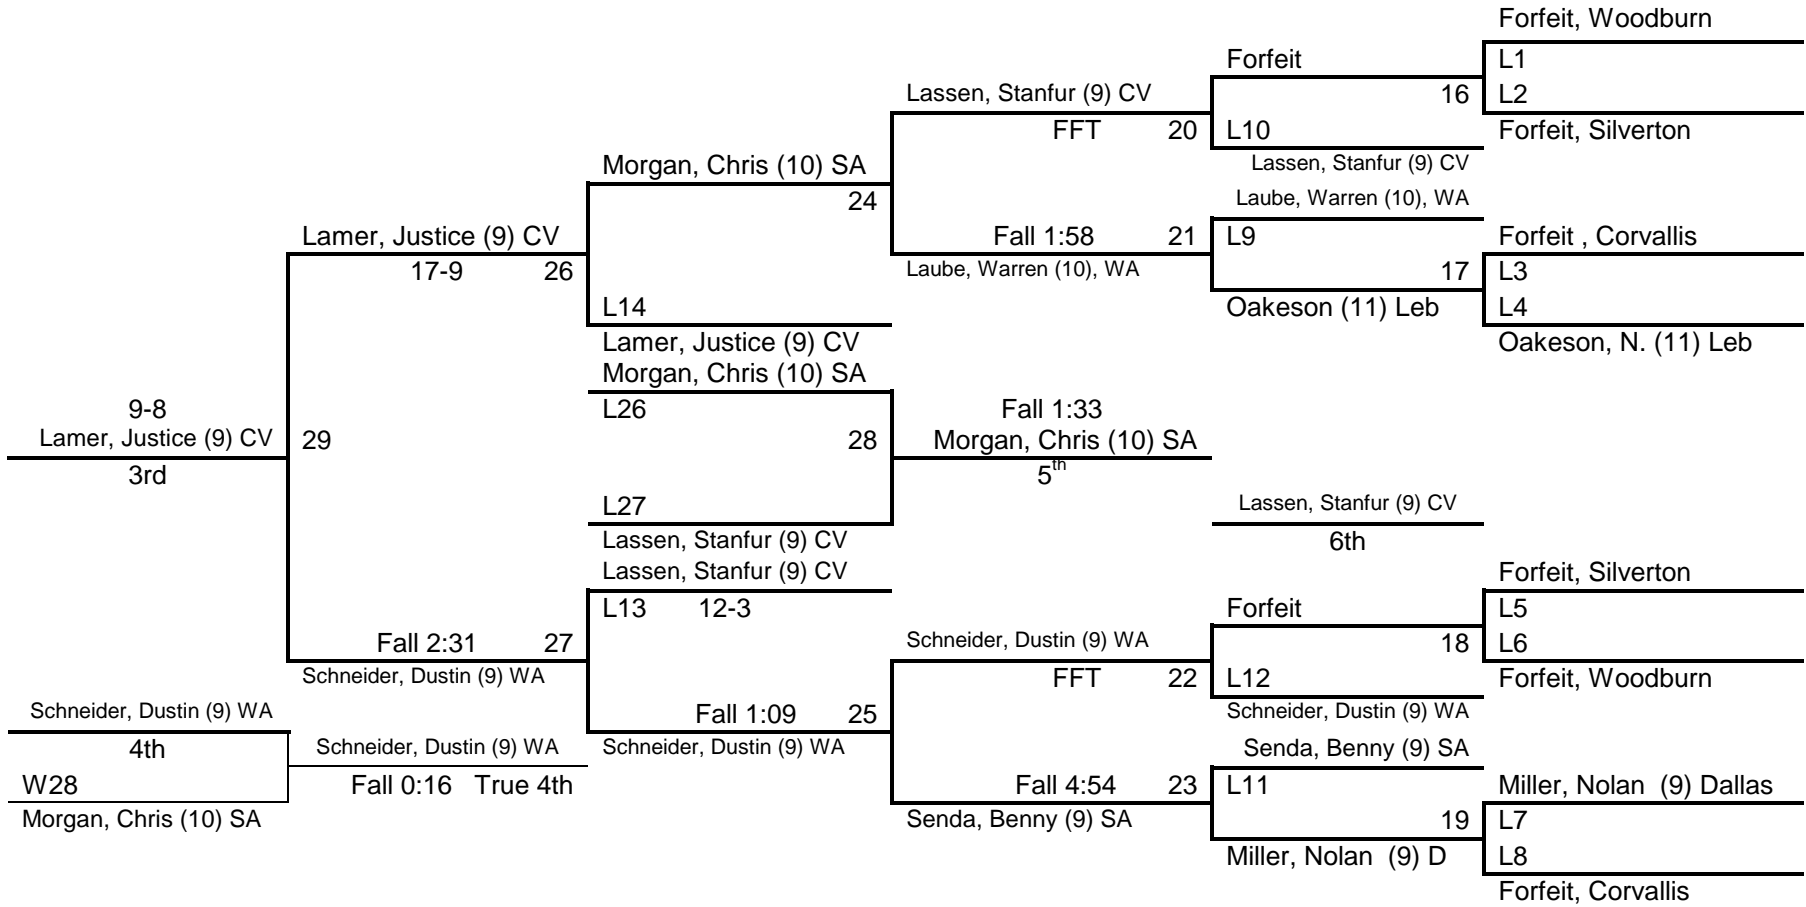 Forfeit, Woodburn
Forfeit
L1
Lassen, Stanfur (9) CV
16
L2
FFT
20
L10
Forfeit, Silverton
Morgan, Chris (10) SA
Lassen, Stanfur (9) CV
24
Laube, Warren (10), WA
Lamer, Justice (9) CV
Fall 1:58
21
L9
Forfeit , Corvallis
17-9
26
Laube, Warren (10), WA
17
L3
L14
Oakeson (11) Leb
L4
Lamer, Justice (9) CV
Oakeson, N. (11) Leb
Morgan, Chris (10) SA
9-8
L26
Fall 1:33
Lamer, Justice (9) CV
29
28
Morgan, Chris (10) SA
3rd
5th
L27
Lassen, Stanfur (9) CV
Lassen, Stanfur (9) CV
6th
Lassen, Stanfur (9) CV
Forfeit, Silverton
L13
12-3
Forfeit
L5
Fall 2:31
27
Schneider, Dustin (9) WA
18
L6
Schneider, Dustin (9) WA
FFT
22
L12
Forfeit, Woodburn
Schneider, Dustin (9) WA
Fall 1:09
25
Schneider, Dustin (9) WA
4th
Schneider, Dustin (9) WA
Schneider, Dustin (9) WA
Senda, Benny (9) SA
W28
Fall 0:16
True 4th
Fall 4:54
23
L11
Miller, Nolan (9) Dallas
Morgan, Chris (10) SA
Senda, Benny (9) SA
19
L7
Miller, Nolan (9) D
L8
Forfeit, Corvallis